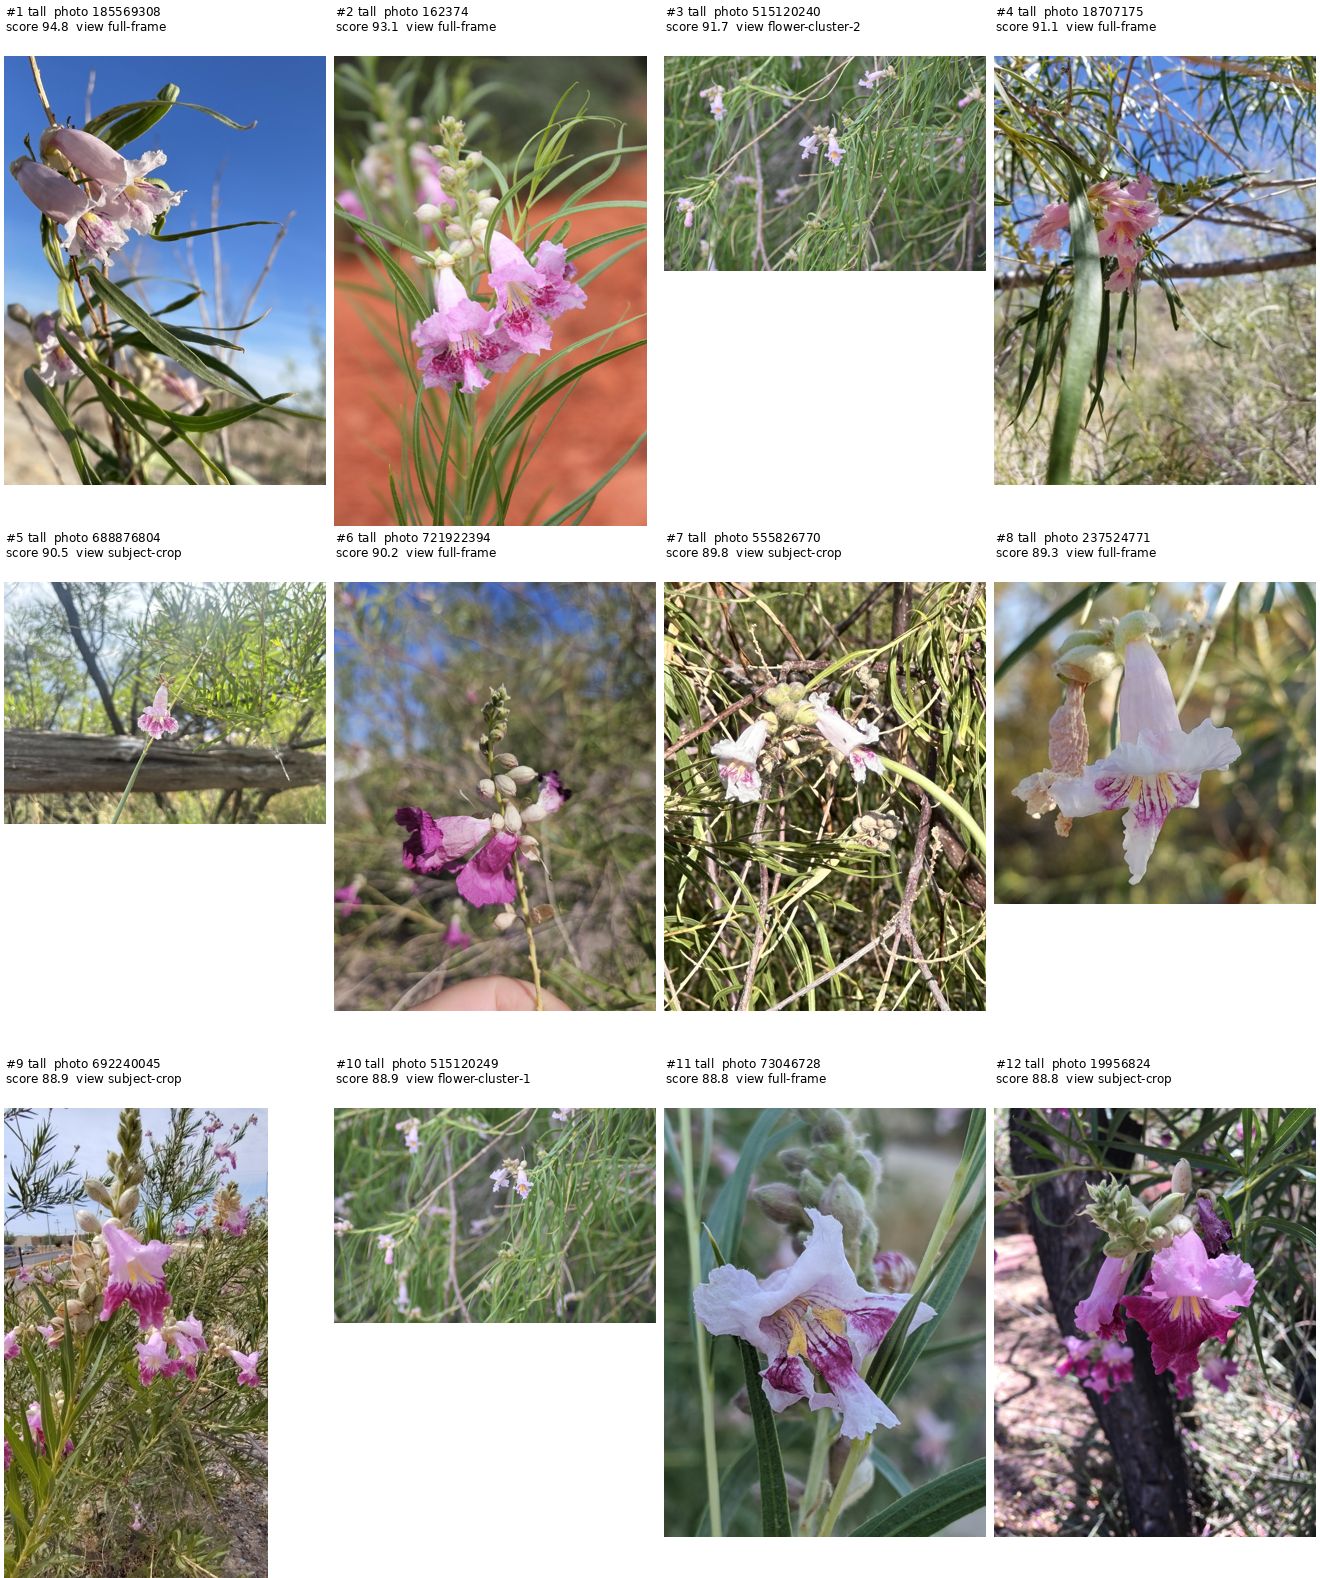 #1 tall photo 185569308
score 94.8 view full-frame
#2 tall photo 162374
score 93.1 view full-frame
#3 tall photo 515120240
score 91.7 view flower-cluster-2
#4 tall photo 18707175
score 91.1 view full-frame
#5 tall photo 688876804
score 90.5 view subject-crop
#6 tall photo 721922394
score 90.2 view full-frame
#7 tall photo 555826770
score 89.8 view subject-crop
#8 tall photo 237524771
score 89.3 view full-frame
#9 tall photo 692240045
score 88.9 view subject-crop
#10 tall photo 515120249
score 88.9 view flower-cluster-1
#11 tall photo 73046728
score 88.8 view full-frame
#12 tall photo 19956824
score 88.8 view subject-crop